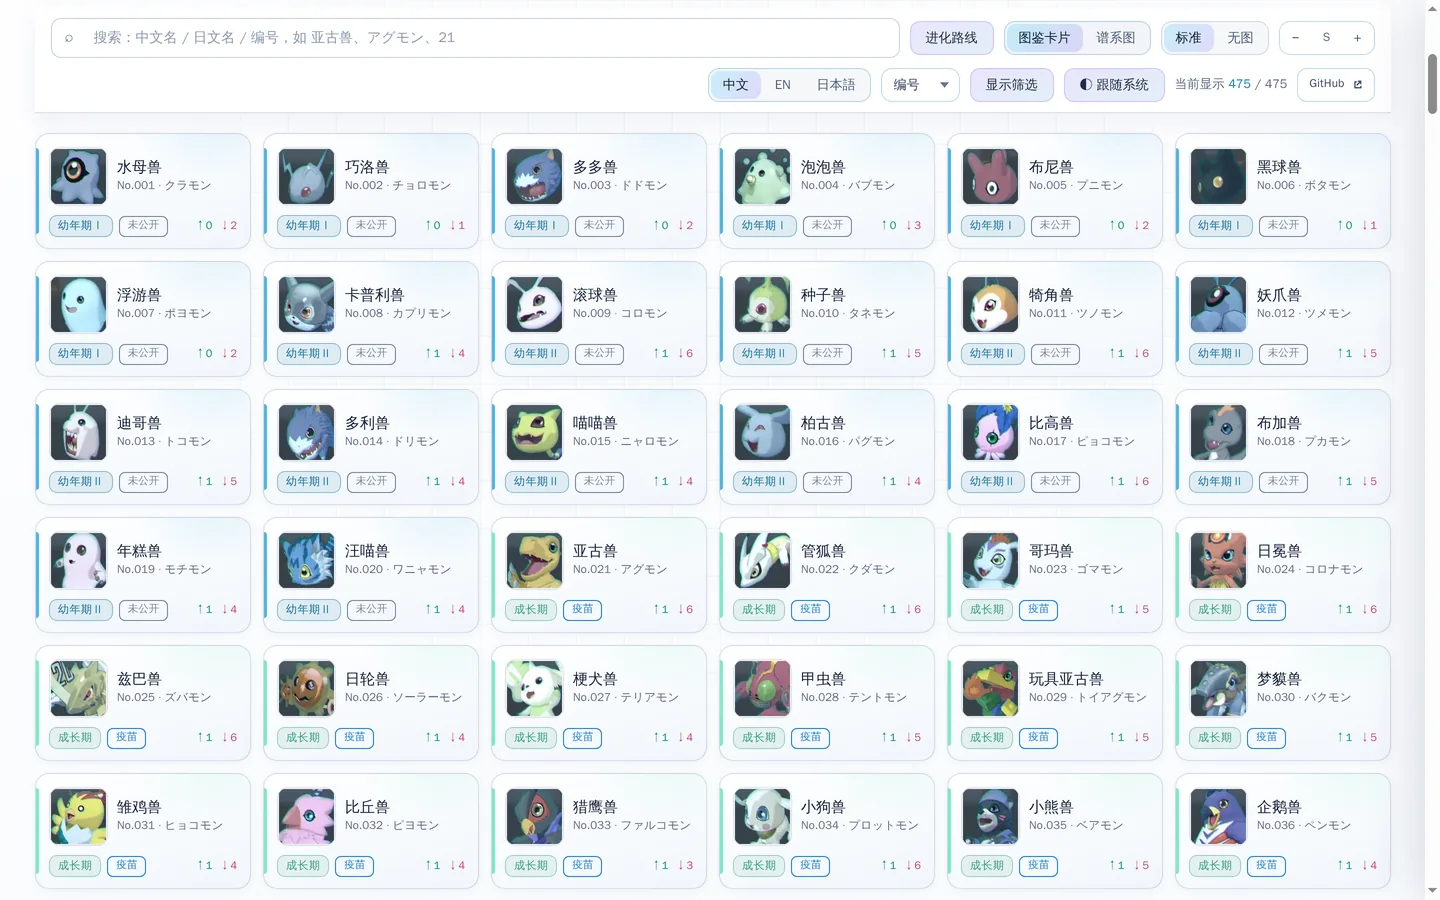 搜索：中文名 / 日文名 / 编号，如 亚古兽、アグモン、21
进化路线
图鉴卡片 谱系图
标准 无图
− S +
中文 EN 日本語
编号
显示筛选
跟随系统
当前显示 475 / 475
GitHub
水母兽
No.001 · クラモン
幼年期 I 未公开 ↑0 ↓2
巧洛兽
No.002 · チョロモン
幼年期 I 未公开 ↑0 ↓1
多多兽
No.003 · ドドモン
幼年期 I 未公开 ↑0 ↓2
泡泡兽
No.004 · バブモン
幼年期 I 未公开 ↑0 ↓3
布尼兽
No.005 · プニモン
幼年期 I 未公开 ↑0 ↓2
黑球兽
No.006 · ボタモン
幼年期 I 未公开 ↑0 ↓1
浮游兽
No.007 · ポヨモン
幼年期 I 未公开 ↑0 ↓2
卡普利兽
No.008 · カプリモン
幼年期 II 未公开 ↑1 ↓4
滚球兽
No.009 · コロモン
幼年期 II 未公开 ↑1 ↓6
种子兽
No.010 · タネモン
幼年期 II 未公开 ↑1 ↓5
犄角兽
No.011 · ツノモン
幼年期 II 未公开 ↑1 ↓6
妖爪兽
No.012 · ツメモン
幼年期 II 未公开 ↑1 ↓5
迪哥兽
No.013 · トコモン
幼年期 II 未公开 ↑1 ↓5
多利兽
No.014 · ドリモン
幼年期 II 未公开 ↑1 ↓4
喵喵兽
No.015 · ニャロモン
幼年期 II 未公开 ↑1 ↓4
柏古兽
No.016 · パグモン
幼年期 II 未公开 ↑1 ↓4
比高兽
No.017 · ピョコモン
幼年期 II 未公开 ↑1 ↓6
布加兽
No.018 · プカモン
幼年期 II 未公开 ↑1 ↓5
年糕兽
No.019 · モチモン
幼年期 II 未公开 ↑1 ↓4
汪喵兽
No.020 · ワニャモン
幼年期 II 未公开 ↑1 ↓4
亚古兽
No.021 · アグモン
成长期 疫苗 ↑1 ↓6
管狐兽
No.022 · クダモン
成长期 疫苗 ↑1 ↓6
哥玛兽
No.023 · ゴマモン
成长期 疫苗 ↑1 ↓5
日冕兽
No.024 · コロナモン
成长期 疫苗 ↑1 ↓6
兹巴兽
No.025 · ズバモン
成长期 疫苗 ↑1 ↓6
日轮兽
No.026 · ソーラーモン
成长期 疫苗 ↑1 ↓4
梗犬兽
No.027 · テリアモン
成长期 疫苗 ↑1 ↓4
甲虫兽
No.028 · テントモン
成长期 疫苗 ↑1 ↓5
玩具亚古兽
No.029 · トイアグモン
成长期 疫苗 ↑1 ↓5
梦貘兽
No.030 · バクモン
成长期 疫苗 ↑1 ↓5
雏鸡兽
No.031 · ヒョコモン
成长期 疫苗 ↑1 ↓4
比丘兽
No.032 · ピヨモン
成长期 疫苗 ↑1 ↓4
猎鹰兽
No.033 · ファルコモン
成长期 疫苗 ↑1 ↓3
小狗兽
No.034 · プロットモン
成长期 疫苗 ↑1 ↓6
小熊兽
No.035 · ベアモン
成长期 疫苗 ↑1 ↓5
企鹅兽
No.036 · ペンモン
成长期 疫苗 ↑1 ↓4